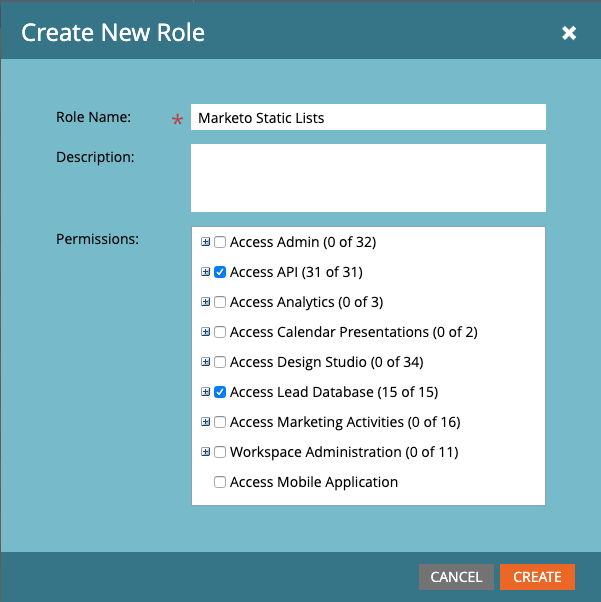 Create New Role
Role Name: * Marketo Static Lists
Description:
Permissions:
Access Admin (0 of 32)
Access API (31 of 31)
Access Analytics (0 of 3)
Access Calendar Presentations (0 of 2)
Access Design Studio (0 of 34)
Access Lead Database (15 of 15)
Access Marketing Activities (0 of 16)
Workspace Administration (0 of 11)
Access Mobile Application
CANCEL CREATE